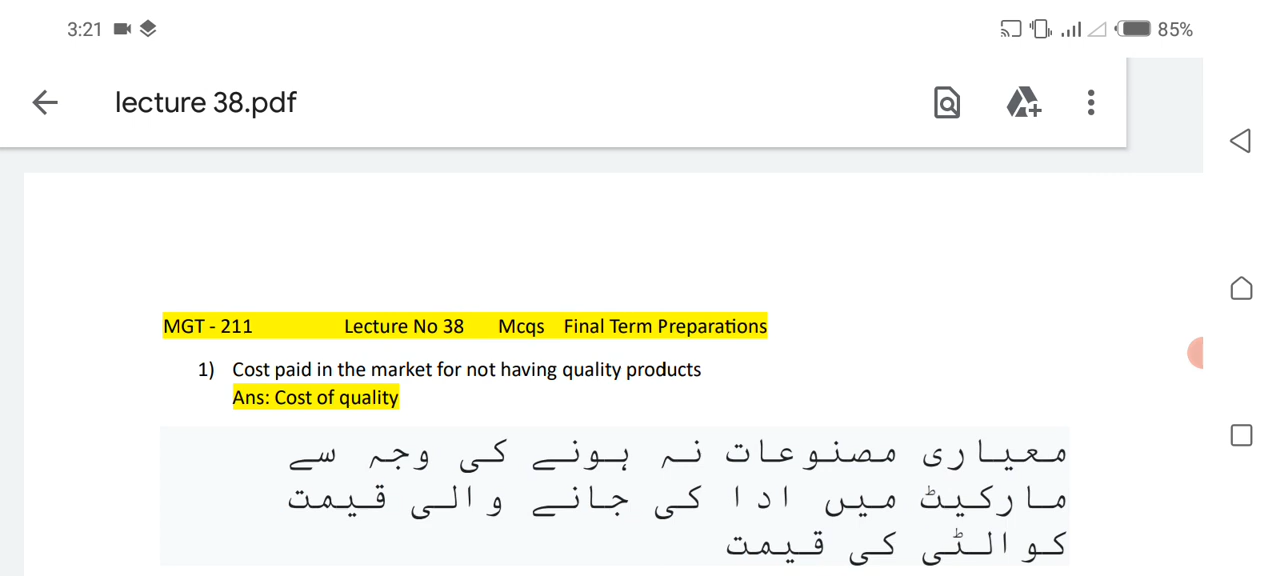 3:21
85%
lecture 38.pdf
MGT - 211 Lecture No 38 Mcqs Final Term Preparations
1) Cost paid in the market for not having quality products
Ans: Cost of quality
معیاری مصنوعات نہ ہونے کی وجہ سے
مارکیٹ میں ادا کی جانے والی قیمت
کوالٹی کی قیمت